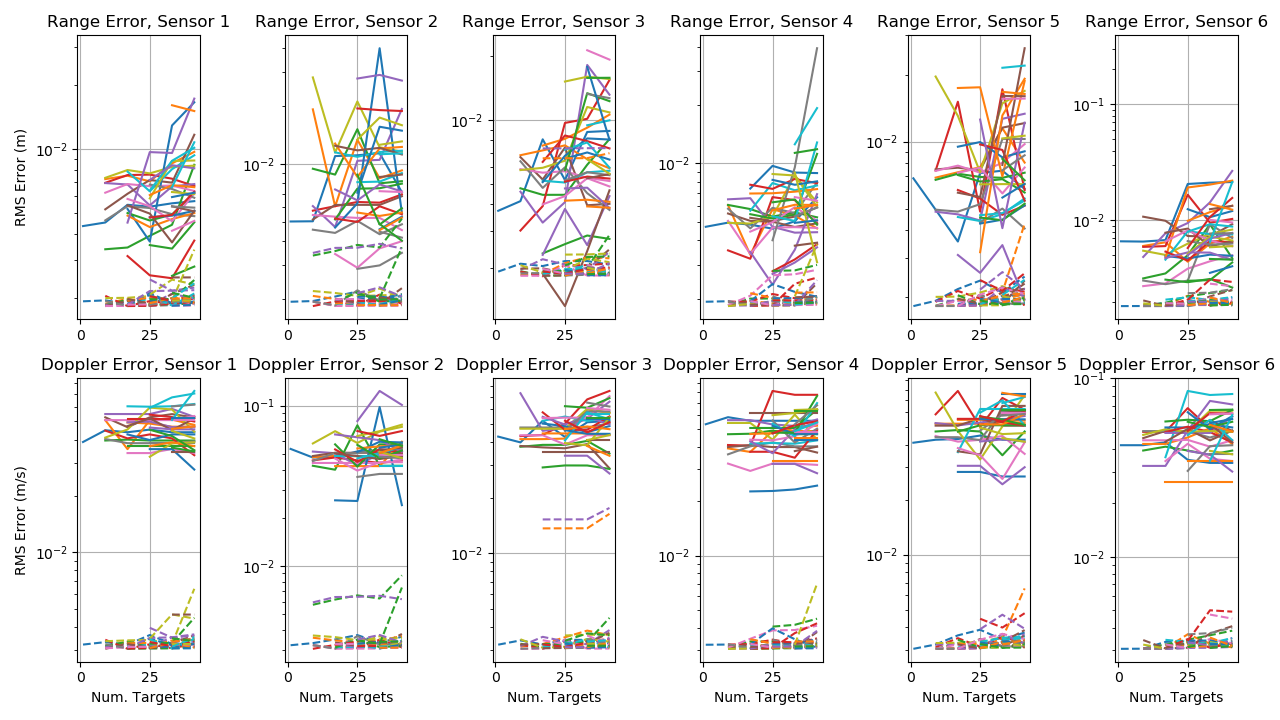 Range Error, Sensor 1 Range Error, Sensor 2 Range Error, Sensor 3 Range Error, Sensor 4 Range Error, Sensor 5 Range Error, Sensor 6
RMS Error (m)
10⁻² 10⁻² 10⁻² 10⁻² 10⁻² 10⁻¹
10⁻²
0 25 0 25 0 25 0 25 0 25 0 25
Doppler Error, Sensor 1 Doppler Error, Sensor 2 Doppler Error, Sensor 3 Doppler Error, Sensor 4 Doppler Error, Sensor 5 Doppler Error, Sensor 6
RMS Error (m/s)
10⁻² 10⁻¹ 10⁻² 10⁻² 10⁻² 10⁻² 10⁻¹
10⁻²
0 25 0 25 0 25 0 25 0 25 0 25
Num. Targets Num. Targets Num. Targets Num. Targets Num. Targets Num. Targets